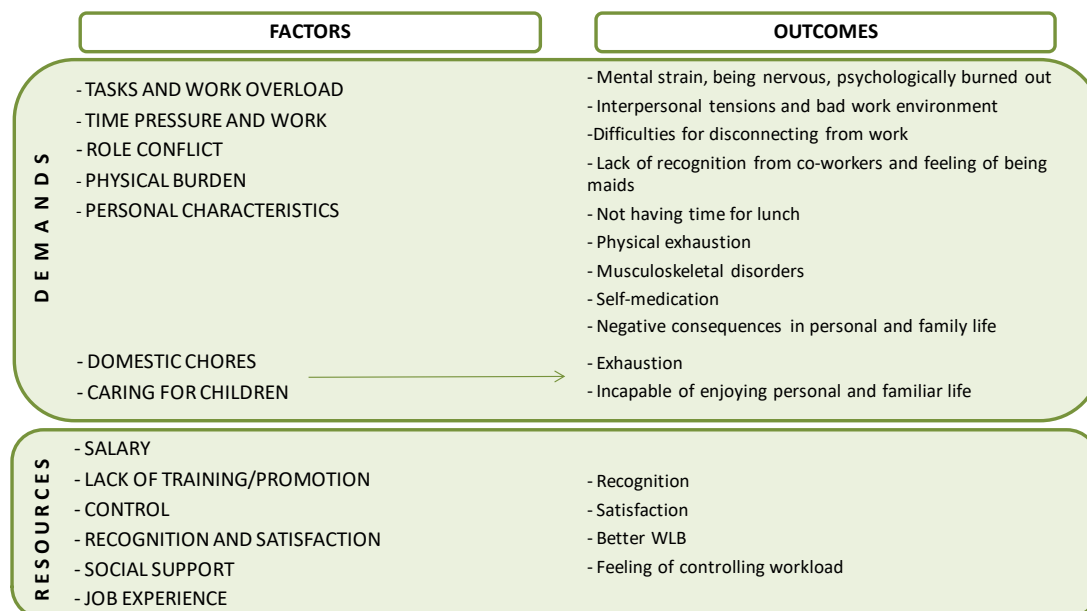 FACTORS
OUTCOMES
DEMANDS
- TASKS AND WORK OVERLOAD
- TIME PRESSURE AND WORK
- ROLE CONFLICT
- PHYSICAL BURDEN
- PERSONAL CHARACTERISTICS
- DOMESTIC CHORES
- CARING FOR CHILDREN
- Mental strain, being nervous, psychologically burned out
- Interpersonal tensions and bad work environment
-Difficulties for disconnecting from work
- Lack of recognition from co-workers and feeling of being
maids
- Not having time for lunch
- Physical exhaustion
- Musculoskeletal disorders
- Self-medication
- Negative consequences in personal and family life
- Exhaustion
- Incapable of enjoying personal and familiar life
RESOURCES
- SALARY
- LACK OF TRAINING/PROMOTION
- CONTROL
- RECOGNITION AND SATISFACTION
- SOCIAL SUPPORT
- JOB EXPERIENCE
- Recognition
- Satisfaction
- Better WLB
- Feeling of controlling workload